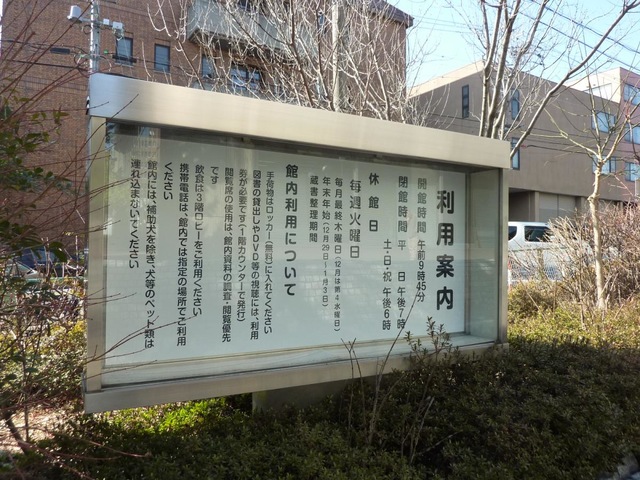 利用案内
開館時間 午前9時45分
閉館時間 平 日 午後7時
土・日・祝 午後6時
休館日
毎週火曜日
毎月最終木曜日(12月は第4水曜日)
年末年始(12月29日~1月3日)
蔵書整理期間
館内利用について
手荷物はロッカー(無料)に入れてください
図書の貸出しやDVD等の視聴には、利用
券が必要です(1階カウンターで発行)
閲覧席の使用は、館内資料の調査・閲覧優先
です
飲食は3階ロビーをご利用ください
携帯電話は、館内では指定の場所でご利用
ください
館内には、補助犬を除き、犬等のペット類は
連れ込まないでください